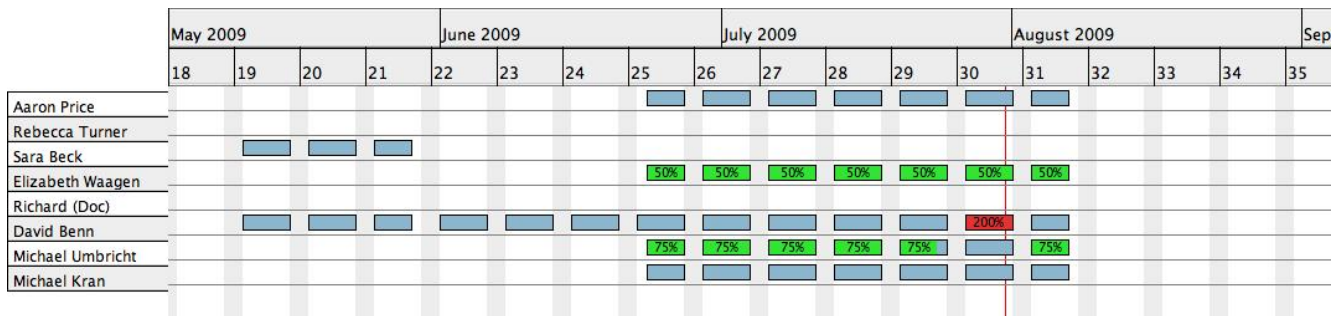 May 2009 June 2009 July 2009 August 2009 Sep
18 19 20 21 22 23 24 25 26 27 28 29 30 31 32 33 34 35
Aaron Price
Rebecca Turner
Sara Beck
Elizabeth Waagen 50% 50% 50% 50% 50% 50% 50%
Richard (Doc)
David Benn 200%
Michael Umbricht 75% 75% 75% 75% 75% 75%
Michael Kran